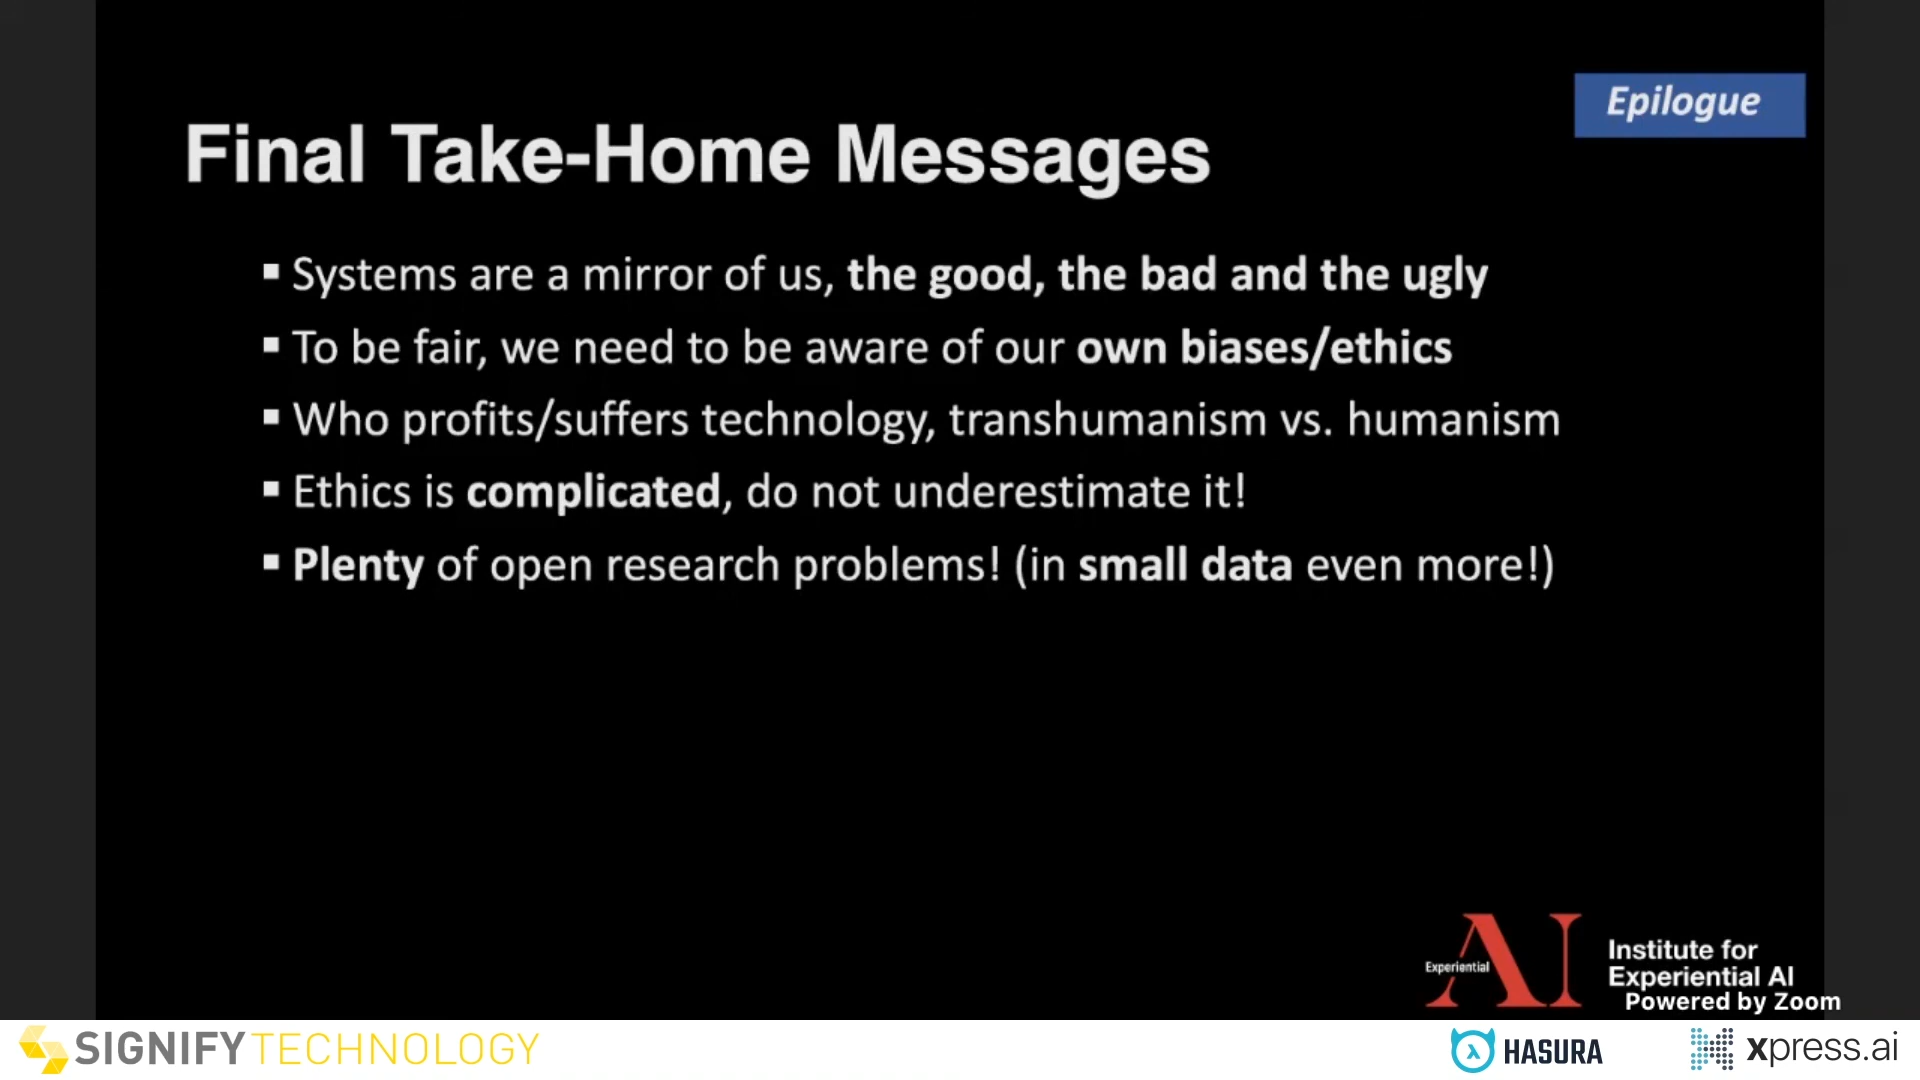 Epilogue
Final Take-Home Messages
▪ Systems are a mirror of us, the good, the bad and the ugly
▪ To be fair, we need to be aware of our own biases/ethics
▪ Who profits/suffers technology, transhumanism vs. humanism
▪ Ethics is complicated, do not underestimate it!
▪ Plenty of open research problems! (in small data even more!)
Experiential
AI
Institute for
Experiential AI
Powered by Zoom
SIGNIFY TECHNOLOGY
HASURA
xpress.ai